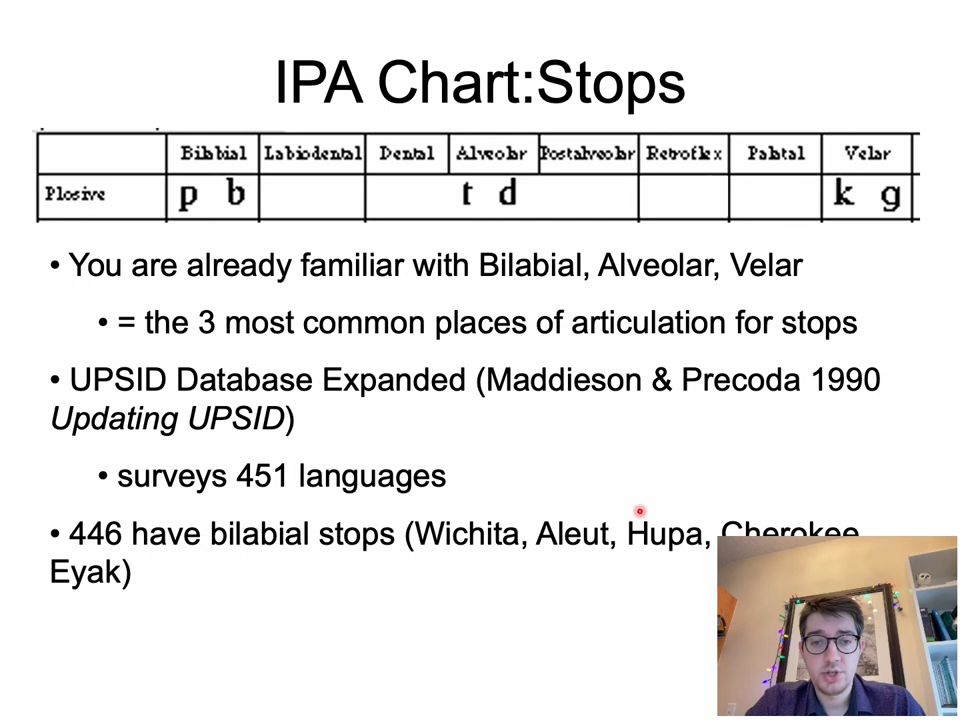 IPA Chart:Stops
Bilabial Labiodental Dental Alveolar Postalveolar Retroflex Palatal Velar
Plosive p b t d k g
• You are already familiar with Bilabial, Alveolar, Velar
• = the 3 most common places of articulation for stops
• UPSID Database Expanded (Maddieson & Precoda 1990
Updating UPSID)
• surveys 451 languages
• 446 have bilabial stops (Wichita, Aleut, Hupa, Cherokee,
Eyak)